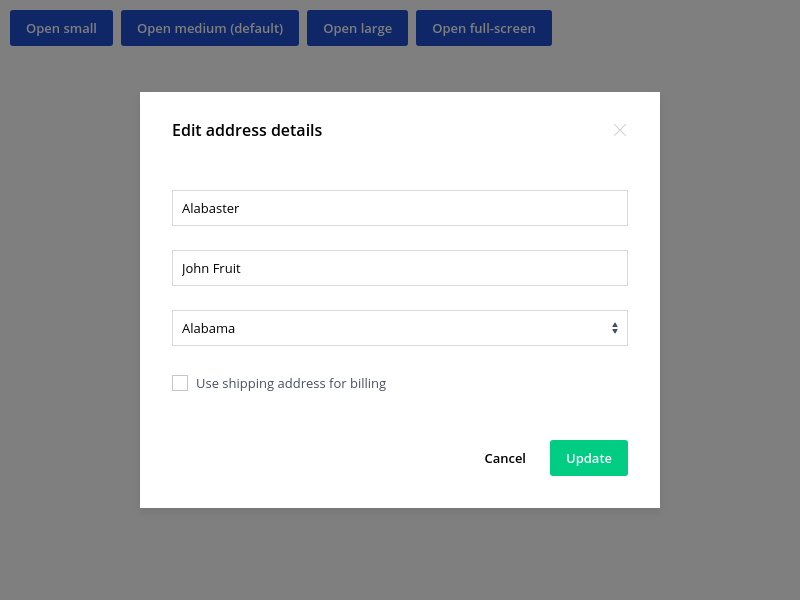 Open small Open medium (default) Open large Open full-screen
Edit address details
Alabaster
John Fruit
Alabama
Use shipping address for billing
Cancel Update